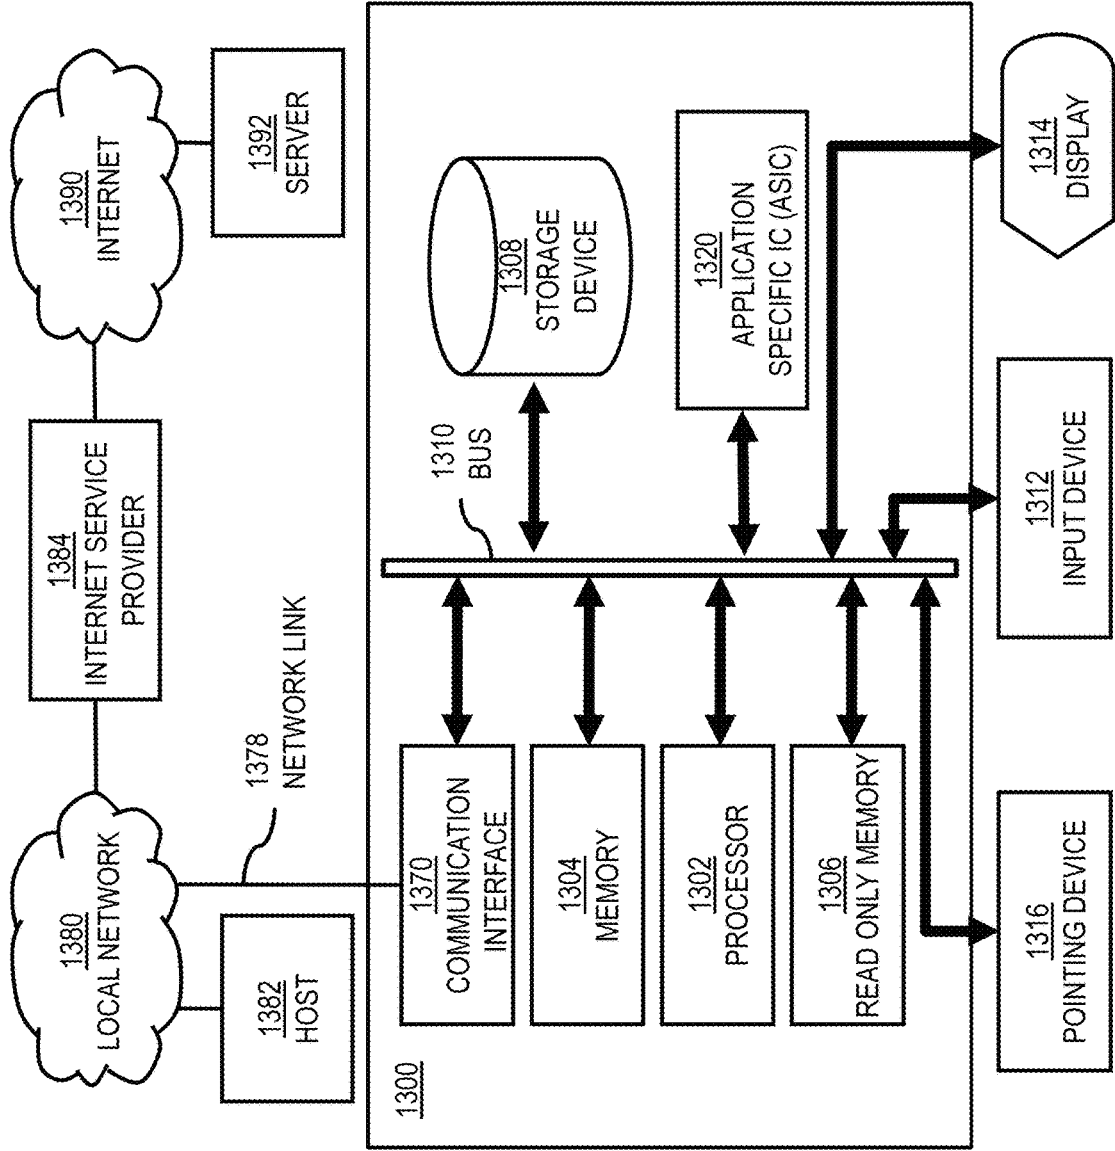 1300
1370
COMMUNICATION
INTERFACE
1304
MEMORY
1302
PROCESSOR
1306
READ ONLY MEMORY
1310
BUS
1308
STORAGE
DEVICE
1320
APPLICATION
SPECIFIC IC (ASIC)
1380
LOCAL NETWORK
1382
HOST
1378
NETWORK LINK
1384
INTERNET SERVICE
PROVIDER
1390
INTERNET
1392
SERVER
1316
POINTING DEVICE
1312
INPUT DEVICE
1314
DISPLAY